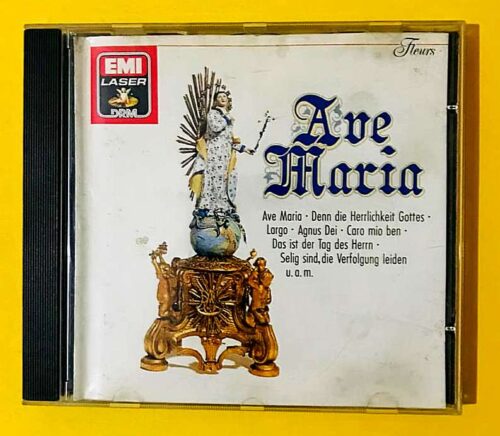 EMI
LASER
DRM
Fleurs
Ave
Maria
Ave Maria · Denn die Herrlichkeit Gottes ·
Largo · Agnus Dei · Caro mio ben ·
Das ist der Tag des Herrn ·
Selig sind, die Verfolgung leiden
u. a. m.